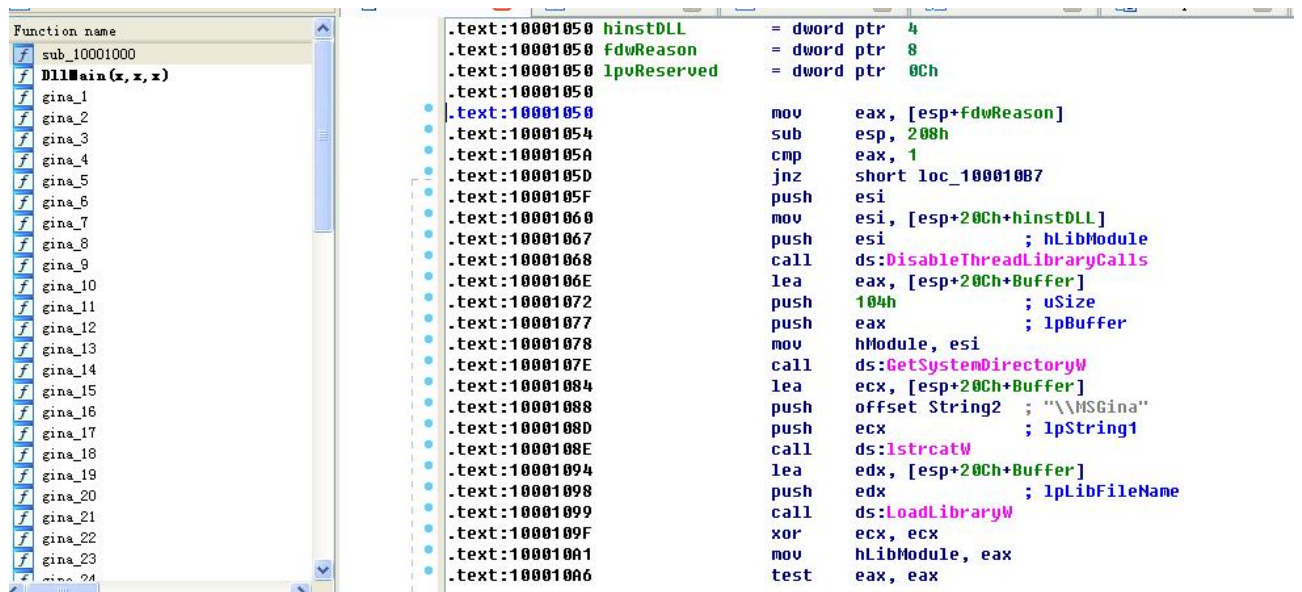 Function name
sub_10001000
DllMain(x,x,x)
gina_1
gina_2
gina_3
gina_4
gina_5
gina_6
gina_7
gina_8
gina_9
gina_10
gina_11
gina_12
gina_13
gina_14
gina_15
gina_16
gina_17
gina_18
gina_19
gina_20
gina_21
gina_22
gina_23
gina_24
.text:10001050 hinstDLL = dword ptr 4
.text:10001050 fdwReason = dword ptr 8
.text:10001050 lpvReserved = dword ptr 0Ch
.text:10001050
.text:10001050 mov eax, [esp+fdwReason]
.text:10001054 sub esp, 208h
.text:1000105A cmp eax, 1
.text:1000105D jnz short loc_100010B7
.text:1000105F push esi
.text:10001060 mov esi, [esp+20Ch+hinstDLL]
.text:10001067 push esi ; hLibModule
.text:10001068 call ds:DisableThreadLibraryCalls
.text:1000106E lea eax, [esp+20Ch+Buffer]
.text:10001072 push 104h ; uSize
.text:10001077 push eax ; lpBuffer
.text:10001078 mov hModule, esi
.text:1000107E call ds:GetSystemDirectoryW
.text:10001084 lea ecx, [esp+20Ch+Buffer]
.text:10001088 push offset String2 ; "\\MSGina"
.text:1000108D push ecx ; lpString1
.text:1000108E call ds:lstrcatW
.text:10001094 lea edx, [esp+20Ch+Buffer]
.text:10001098 push edx ; lpLibFileName
.text:10001099 call ds:LoadLibraryW
.text:1000109F xor ecx, ecx
.text:100010A1 mov hLibModule, eax
.text:100010A6 test eax, eax